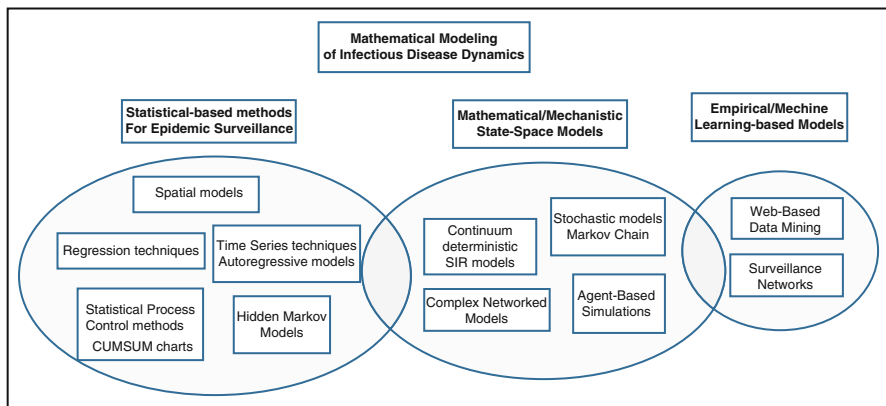 Mathematical Modeling
of Infectious Disease Dynamics
Statistical-based methods
For Epidemic Surveillance
Mathematical/Mechanistic
State-Space Models
Empirical/Mechine
Learning-based Models
Spatial models
Regression techniques
Time Series techniques
Autoregressive models
Statistical Process
Control methods
CUMSUM charts
Hidden Markov
Models
Continuum
deterministic
SIR models
Stochastic models
Markov Chain
Complex Networked
Models
Agent-Based
Simulations
Web-Based
Data Mining
Surveillance
Networks